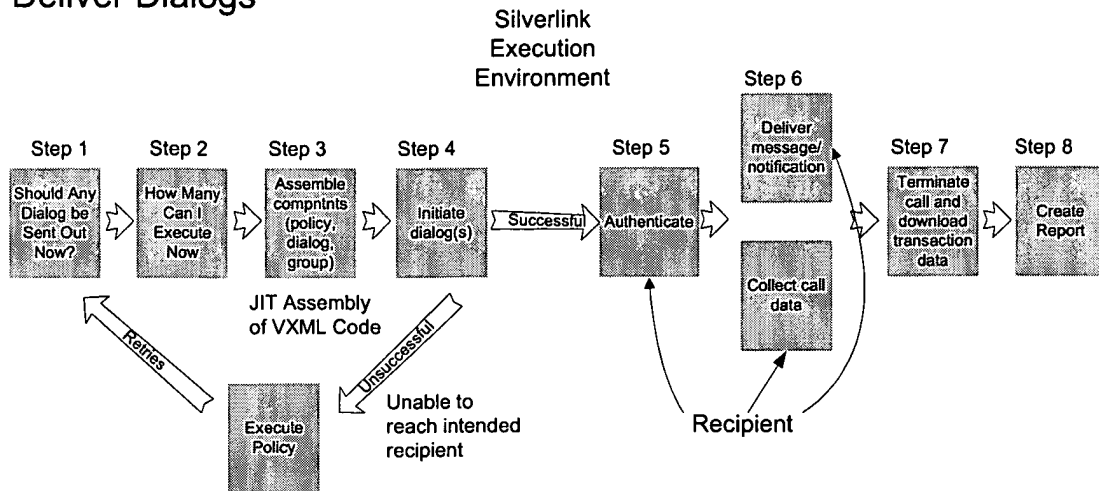 Deliver Dialogs
Silverlink
Execution
Environment
Step 1
Should Any
Dialog be
Sent Out
Now?
Step 2
How Many
Can I
Execute
Now
Step 3
Assemble
compntnts
(policy,
dialog,
group)
JIT Assembly
of VXML Code
Step 4
Initiate
dialog(s)
Successful
Unsuccessful
Unable to
reach intended
recipient
Execute
Policy
Retries
Step 5
Authenticate
Step 6
Deliver
message/
notification
Collect call
data
Recipient
Step 7
Terminate
call and
download
transaction
data
Step 8
Create
Report